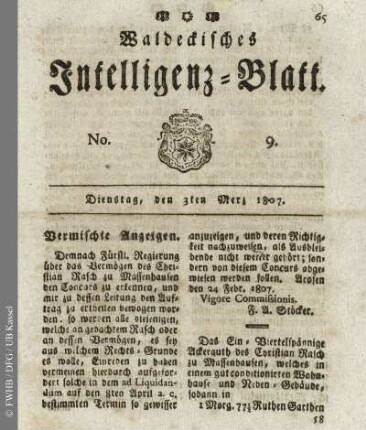 65
Waldeckisches
Intelligenz-Blatt.
No. 9.
Dienstag, den 3ten Merz 1807.
Vermischte Anzeigen.
Demnach Fürstl. Regierung
über das Vermögen des Chri-
stian Rasch zu Massenhausen
den Concurs zu erkennen, und
mir zu dessen Leitung den Auf-
trag zu ertheilen bewogen wor-
den. so werden alle diejenigen,
welche an gedachtem Rasch oder
an dessen Vermögen, es sey
aus welchem Rechts-Grunde
es wolle, Einreden zu haben
vermeinen hierdurch aufgefor-
dert solche in dem ad Liquidan-
dum auf den 8ten April a. c.
bestimmten Termin so gewisser
anzuzeigen, und deren Richtig-
keit nachzuweisen, als Ausblei-
bende nicht weiter gehört; son-
dern von diesem Concurs abge-
wiesen werden sollen. Arolsen
den 24 Febr. 1807.
Vigore Commissionis.
F. A. Stöcker.
Das Ein-Viertelspännige
Ackerguth des Christian Rasch
zu Massenhausen, welches in
einem gut conditionirten Wohn-
hause und Neben-Gebäude,
sodann in
1 Morg. 77½ Ruthen Garthen
58
© FWHB / DFG / UB Kassel